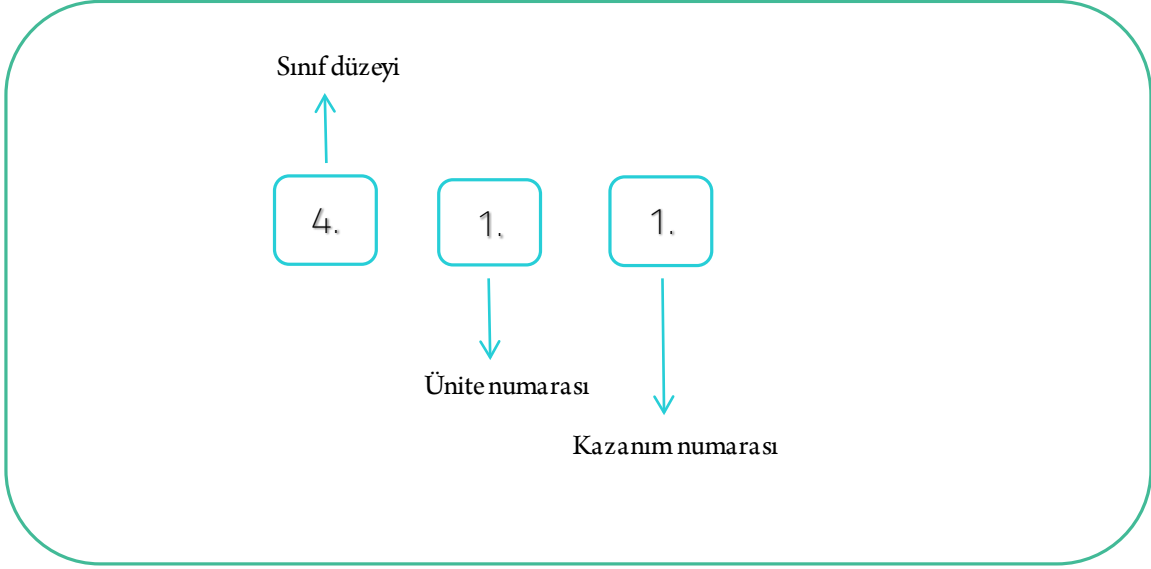 Sınıf düzeyi
4. 1. 1.
Ünite numarası
Kazanım numarası